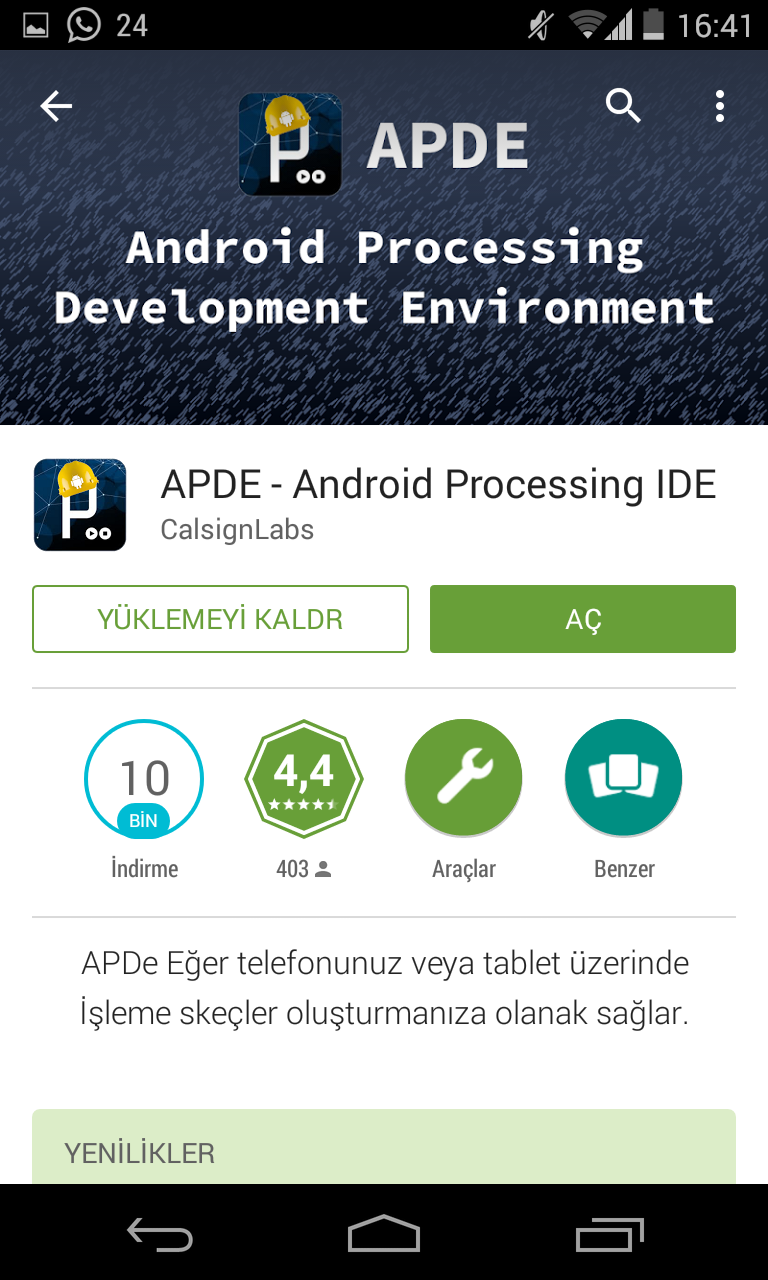 24
16:41
APDE
Android Processing
Development Environment
APDE - Android Processing IDE
CalsignLabs
YÜKLEMEYİ KALDR
AÇ
10
BİN
4,4
İndirme
403
Araçlar
Benzer
APDe Eğer telefonunuz veya tablet üzerinde
İşleme skeçler oluşturmanıza olanak sağlar.
YENİLİKLER